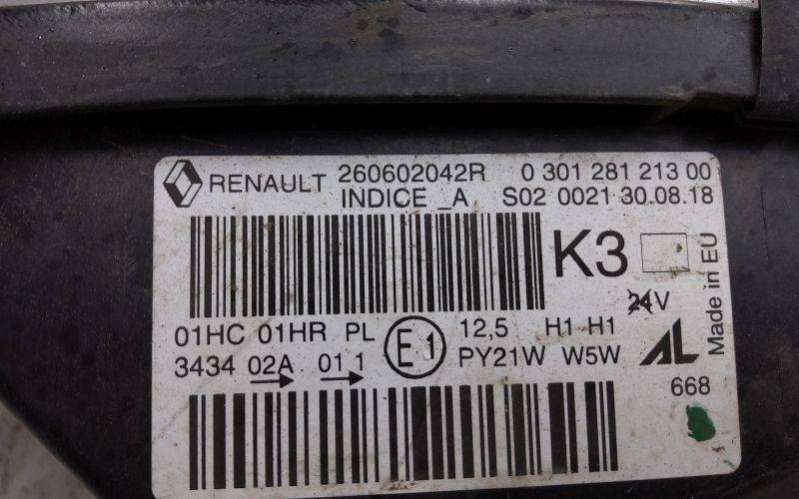 RENAULT 260602042R 0 301 281 213 00
INDICE _A S02 0021 30.08.18
K3
24V
Made in EU
01HC 01HR PL E1 12,5 H1 H1
3434 02A 01 1 PY21W W5W
AL
668